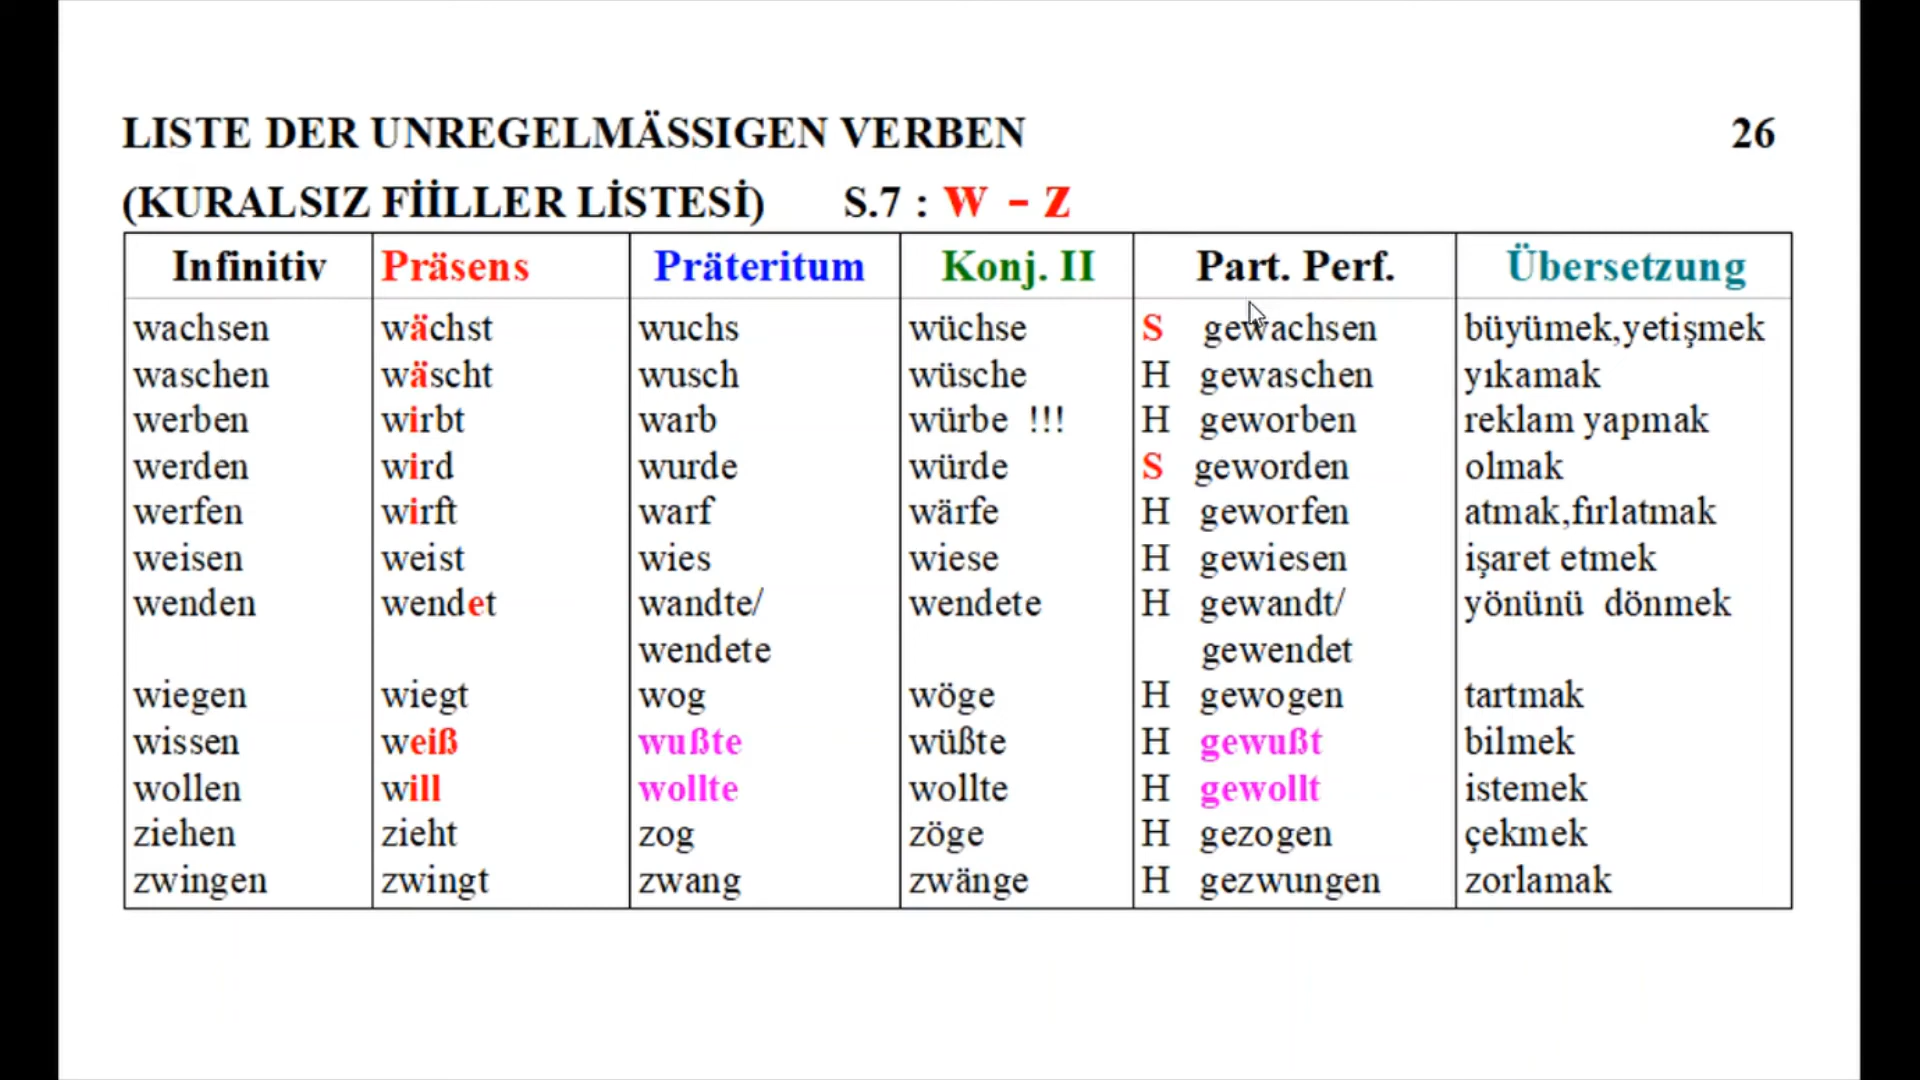 LISTE DER UNREGELMÄSSIGEN VERBEN 26
(KURALSIZ FİİLLER LİSTESİ) S.7 : W - Z
Infinitiv Präsens Präteritum Konj. II Part. Perf. Übersetzung
wachsen wächst wuchs wüchse S gewachsen büyümek,yetişmek
waschen wäscht wusch wüsche H gewaschen yıkamak
werben wirbt warb würbe !!! H geworben reklam yapmak
werden wird wurde würde S geworden olmak
werfen wirft warf wärfe H geworfen atmak,fırlatmak
weisen weist wies wiese H gewiesen işaret etmek
wenden wendet wandte/ wendete H gewandt/ yönünü dönmek
wendete gewendet
wiegen wiegt wog wöge H gewogen tartmak
wissen weiß wußte wüßte H gewußt bilmek
wollen will wollte wollte H gewollt istemek
ziehen zieht zog zöge H gezogen çekmek
zwingen zwingt zwang zwänge H gezwungen zorlamak